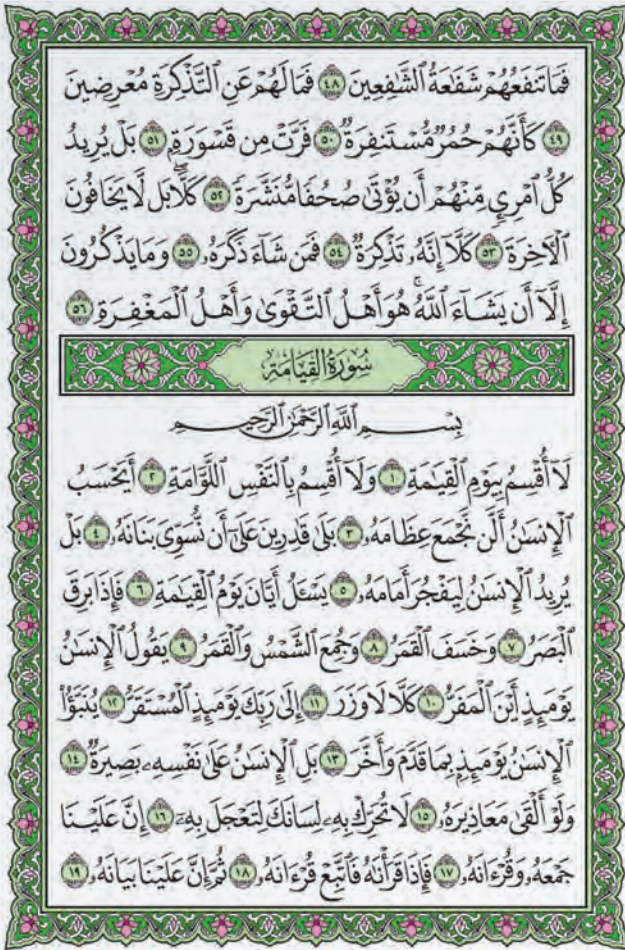 فَمَا تَنفَعُهُمْ شَفَٰعَةُ ٱلشَّٰفِعِينَ ٤٨ فَمَا لَهُمْ عَنِ ٱلتَّذْكِرَةِ مُعْرِضِينَ
٤٩ كَأَنَّهُمْ حُمُرٌ مُّسْتَنفِرَةٌ ٥٠ فَرَّتْ مِن قَسْوَرَةٍۭ ٥١ بَلْ يُرِيدُ
كُلُّ ٱمْرِئٍ مِّنْهُمْ أَن يُؤْتَىٰ صُحُفًا مُّنَشَّرَةً ٥٢ كَلَّاۖ بَل لَّا يَخَافُونَ
ٱلْأٓخِرَةَ ٥٣ كَلَّآ إِنَّهُۥ تَذْكِرَةٌ ٥٤ فَمَن شَآءَ ذَكَرَهُۥ ٥٥ وَمَا يَذْكُرُونَ
إِلَّآ أَن يَشَآءَ ٱللَّهُۚ هُوَ أَهْلُ ٱلتَّقْوَىٰ وَأَهْلُ ٱلْمَغْفِرَةِ ٥٦
سُورَةُ القِيَامَةِ
بِسْمِ ٱللَّهِ ٱلرَّحْمَٰنِ ٱلرَّحِيمِ
لَآ أُقْسِمُ بِيَوْمِ ٱلْقِيَٰمَةِ ١ وَلَآ أُقْسِمُ بِٱلنَّفْسِ ٱللَّوَّامَةِ ٢ أَيَحْسَبُ
ٱلْإِنسَٰنُ أَلَّن نَّجْمَعَ عِظَامَهُۥ ٣ بَلَىٰ قَٰدِرِينَ عَلَىٰٓ أَن نُّسَوِّىَ بَنَانَهُۥ ٤ بَلْ
يُرِيدُ ٱلْإِنسَٰنُ لِيَفْجُرَ أَمَامَهُۥ ٥ يَسْـَٔلُ أَيَّانَ يَوْمُ ٱلْقِيَٰمَةِ ٦ فَإِذَا بَرِقَ
ٱلْبَصَرُ ٧ وَخَسَفَ ٱلْقَمَرُ ٨ وَجُمِعَ ٱلشَّمْسُ وَٱلْقَمَرُ ٩ يَقُولُ ٱلْإِنسَٰنُ
يَوْمَئِذٍ أَيْنَ ٱلْمَفَرُّ ١٠ كَلَّا لَا وَزَرَ ١١ إِلَىٰ رَبِّكَ يَوْمَئِذٍ ٱلْمُسْتَقَرُّ ١٢ يُنَبَّؤُا۟
ٱلْإِنسَٰنُ يَوْمَئِذٍۭ بِمَا قَدَّمَ وَأَخَّرَ ١٣ بَلِ ٱلْإِنسَٰنُ عَلَىٰ نَفْسِهِۦ بَصِيرَةٌ ١٤
وَلَوْ أَلْقَىٰ مَعَاذِيرَهُۥ ١٥ لَا تُحَرِّكْ بِهِۦ لِسَانَكَ لِتَعْجَلَ بِهِۦٓ ١٦ إِنَّ عَلَيْنَا
جَمْعَهُۥ وَقُرْءَانَهُۥ ١٧ فَإِذَا قَرَأْنَٰهُ فَٱتَّبِعْ قُرْءَانَهُۥ ١٨ ثُمَّ إِنَّ عَلَيْنَا بَيَانَهُۥ ١٩